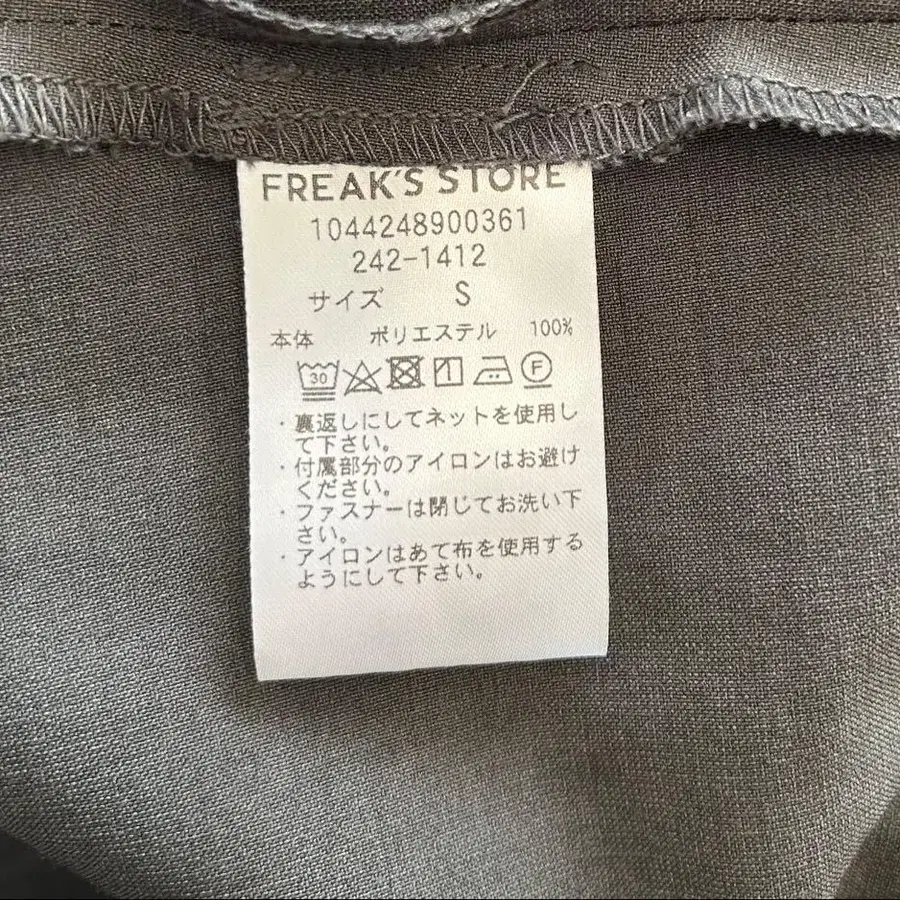 FREAK'S STORE
1044248900361
242-1412
サイズ S
本体 ポリエステル 100%
30 F
・裏返しにしてネットを使用し
て下さい。
・付属部分のアイロンはお避け
ください。
・ファスナーは閉じてお洗い下
さい。
・アイロンはあて布を使用する
ようにして下さい。